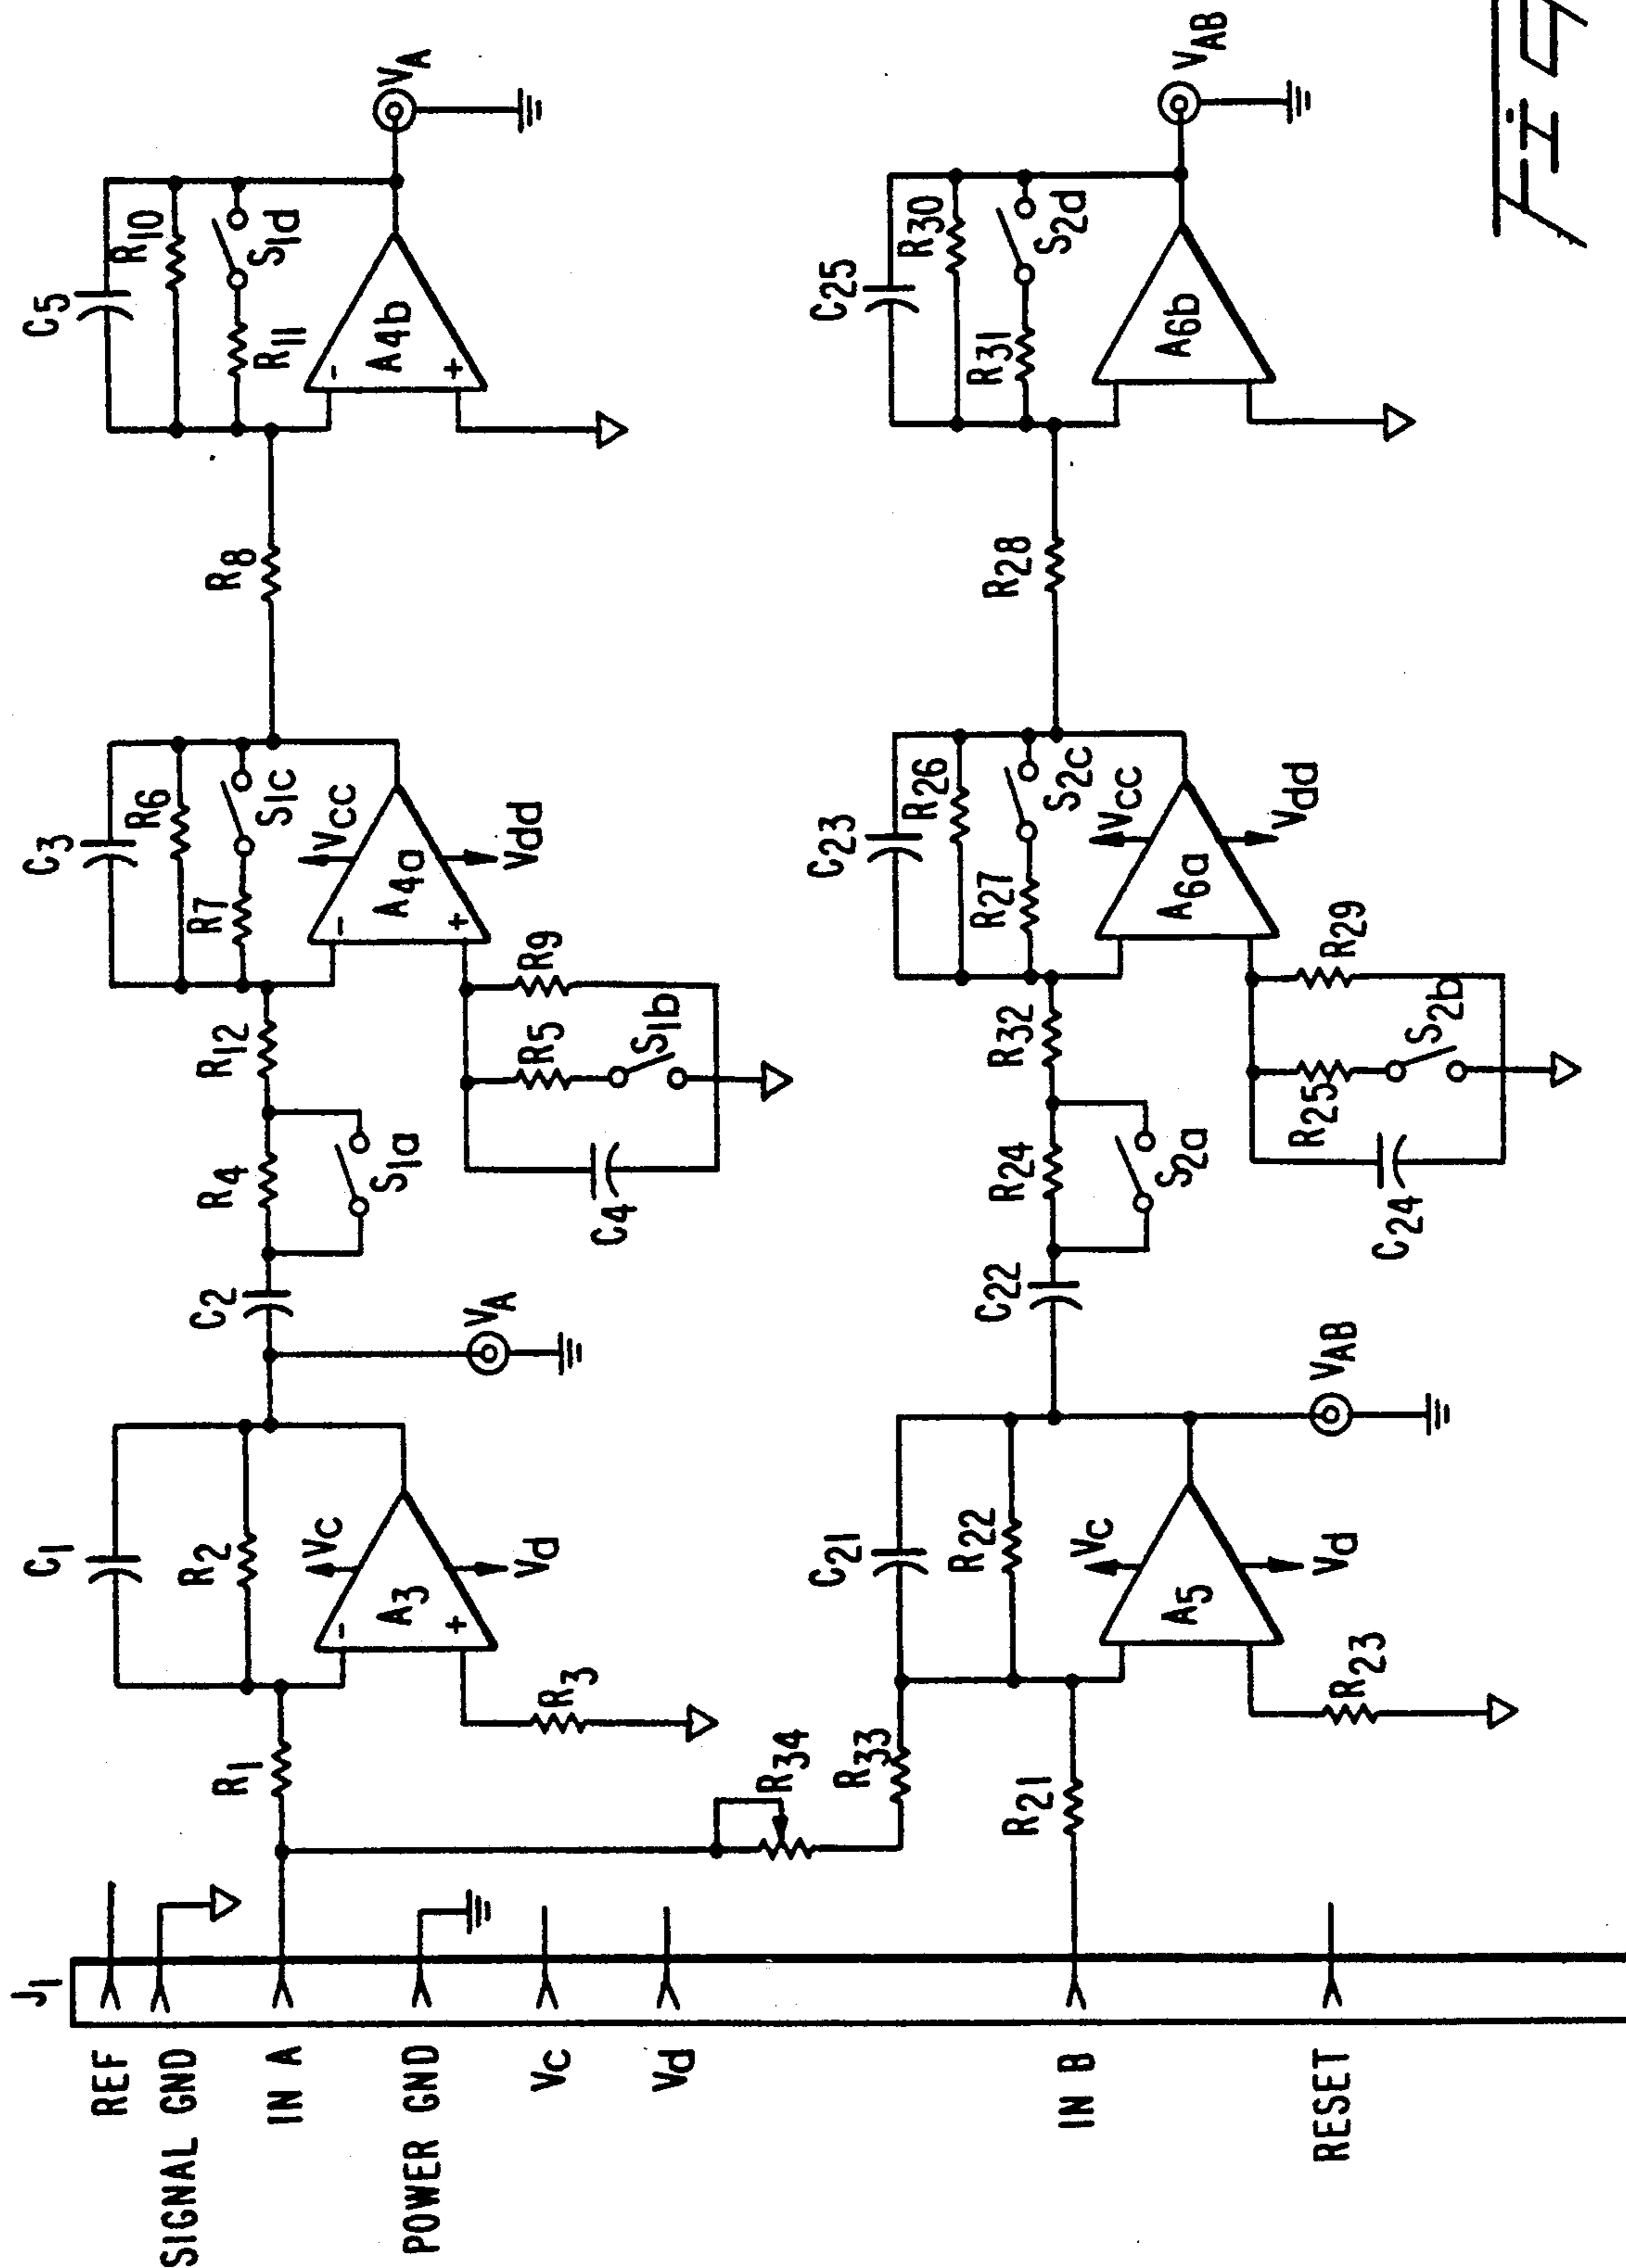 J1
REF
SIGNAL GND
IN A
POWER GND
Vc
Vd
IN B
RESET
C1
R2
R1
Vc
A3
-
+
Vd
R3
R34
R33
VA
C2
R4
S1a
R12
C3
R6
R7
S1c
Vcc
A4a
-
+
Vdd
R9
R5
S1b
C4
R8
C5
R10
R11
S1d
A4b
-
+
VA
C21
R22
R21
Vc
A5
Vd
R23
VAB
C22
R24
S2a
R32
C23
R26
R27
S2c
Vcc
A6a
Vdd
R29
R25
S2b
C24
R28
C25
R30
R31
S2d
A6b
VAB